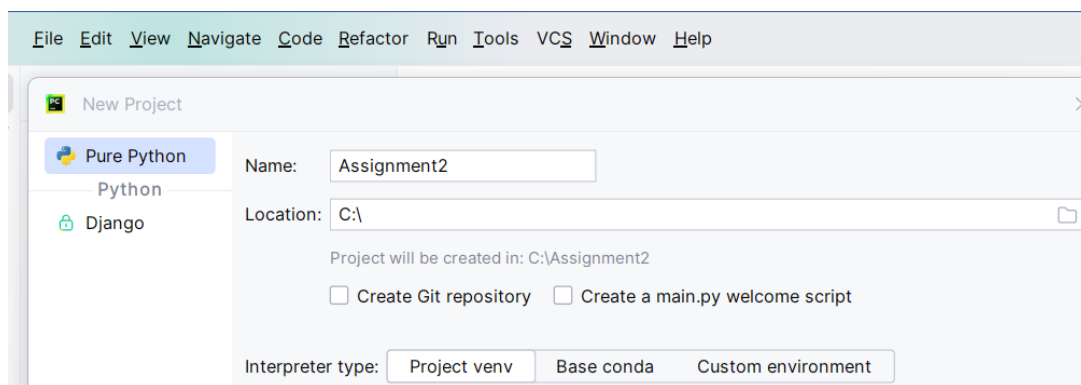 File Edit View Navigate Code Refactor Run Tools VCS Window Help
PC
New Project
Pure Python
Python
Django
Name: Assignment2
Location: C:\
Project will be created in: C:\Assignment2
Create Git repository Create a main.py welcome script
Interpreter type: Project venv Base conda Custom environment